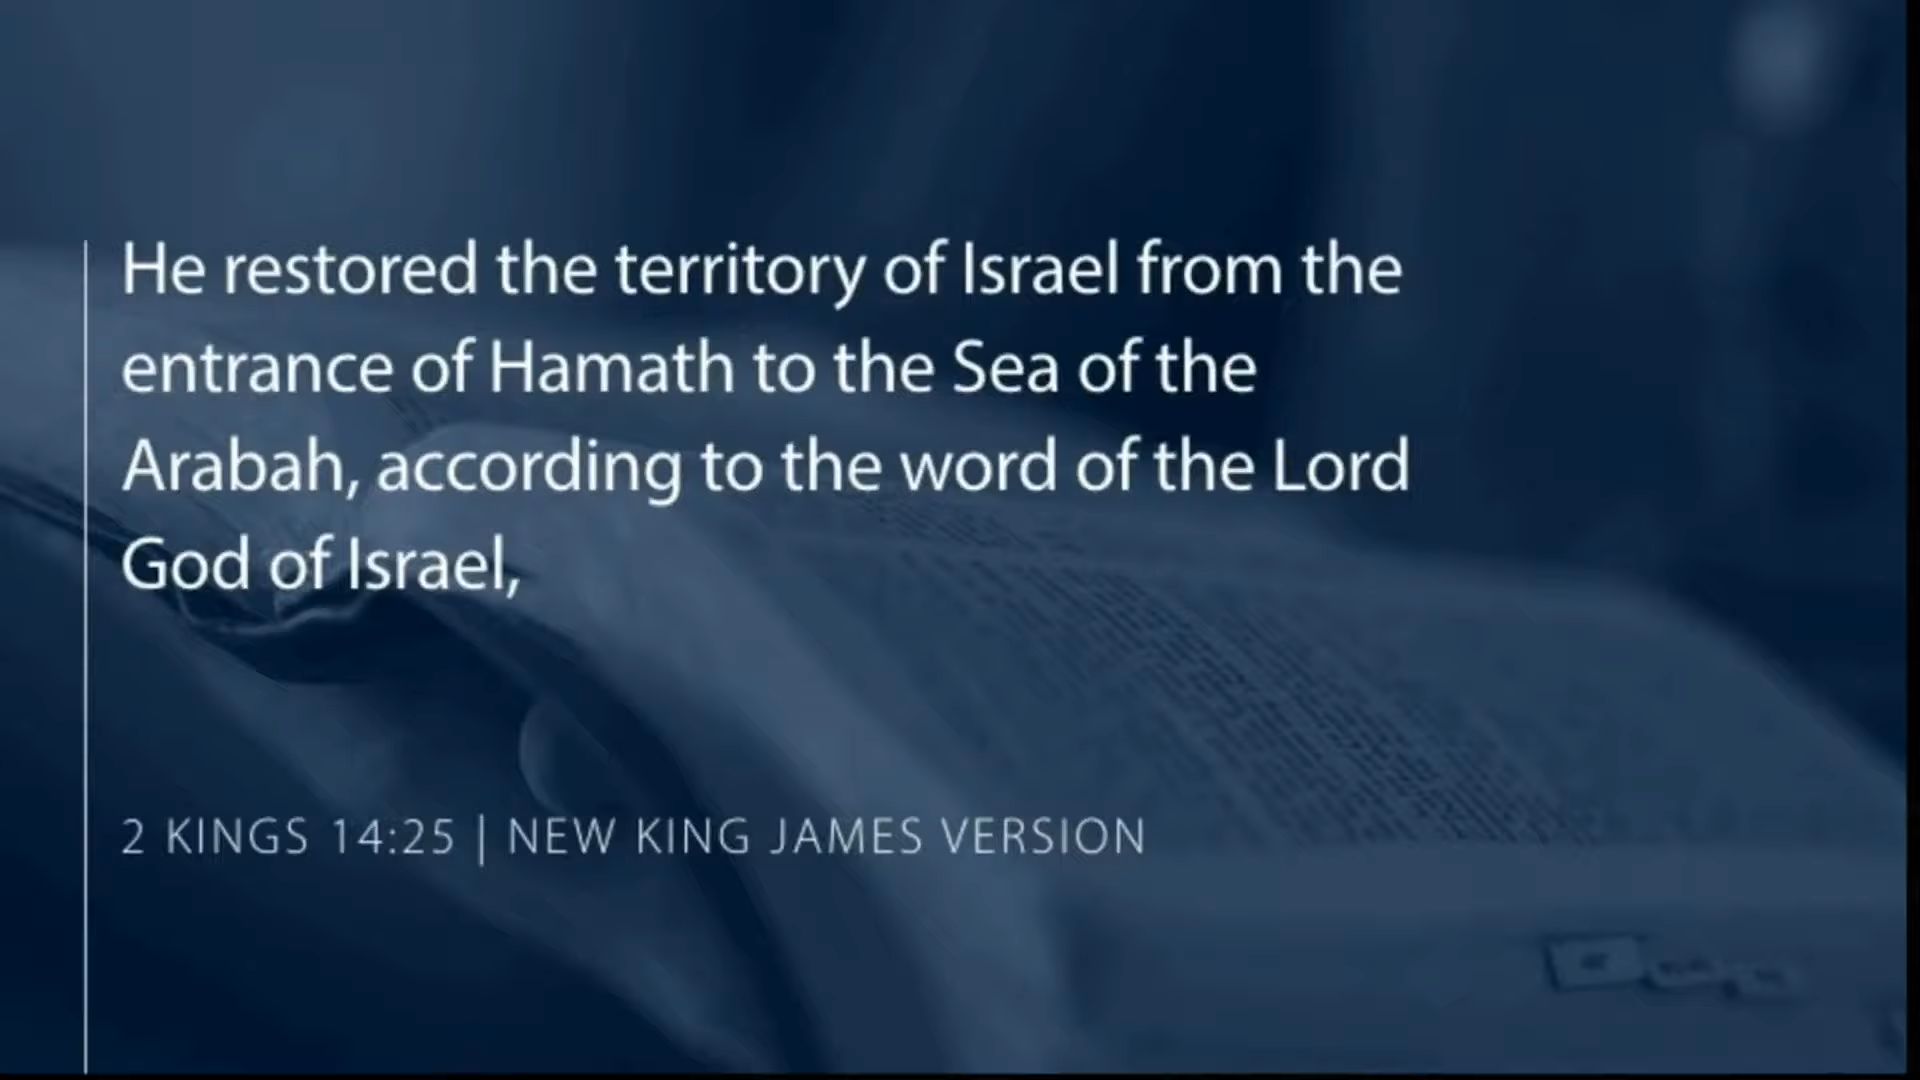 He restored the territory of Israel from the
entrance of Hamath to the Sea of the
Arabah, according to the word of the Lord
God of Israel,
2 KINGS 14:25 | NEW KING JAMES VERSION